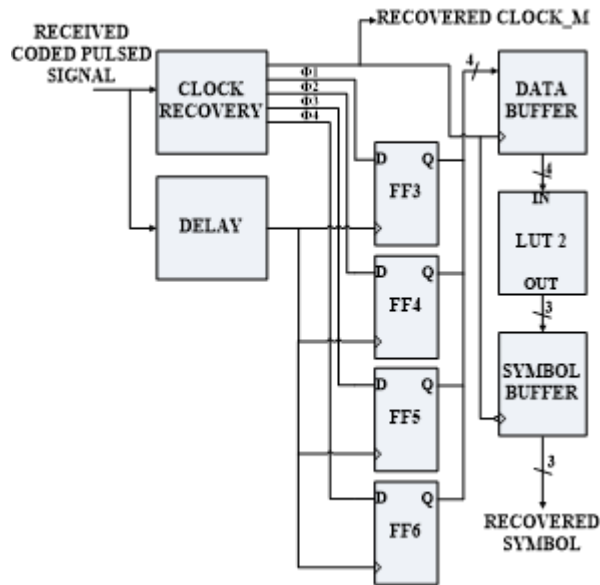 RECOVERED CLOCK_M
RECEIVED
CODED PULSED
SIGNAL
CLOCK
RECOVERY
Φ1
Φ2
Φ3
Φ4
4
DATA
BUFFER
D Q
FF3
4
IN
LUT 2
OUT
DELAY
D Q
FF4
3
SYMBOL
BUFFER
D Q
FF5
3
D Q
FF6
RECOVERED
SYMBOL